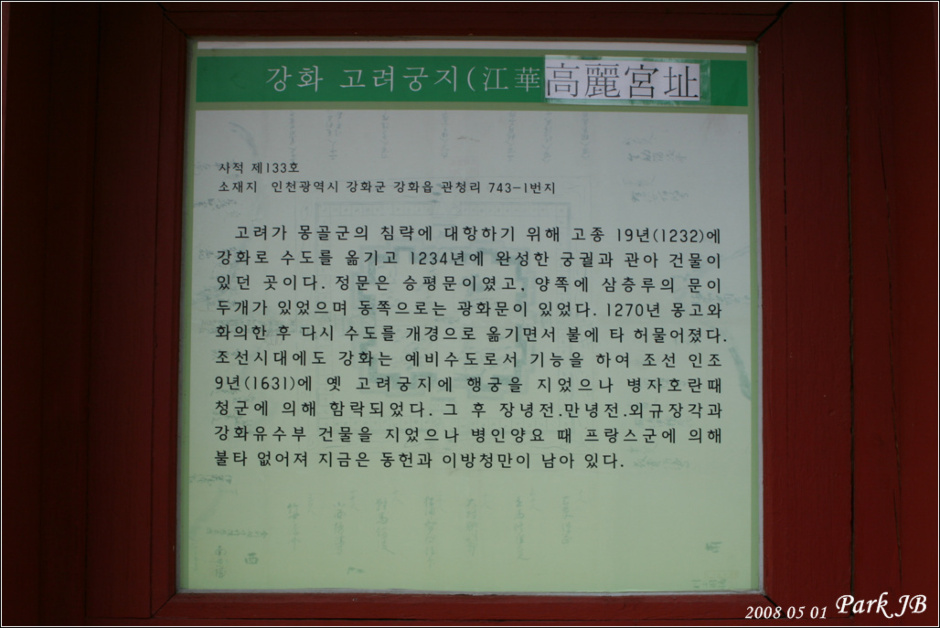 강화 고려궁지(江華高麗宮址
사적 제133호
소재지 인천광역시 강화군 강화읍 관청리 743-1번지
고려가 몽골군의 침략에 대항하기 위해 고종 19년(1232)에
강화로 수도를 옮기고 1234년에 완성한 궁궐과 관아 건물이
있던 곳이다. 정문은 승평문이였고, 양쪽에 삼층루의 문이
두개가 있었으며 동쪽으로는 광화문이 있었다. 1270년 몽고와
화의한 후 다시 수도를 개경으로 옮기면서 불에 타 허물어졌다.
조선시대에도 강화는 예비수도로서 기능을 하여 조선 인조
9년(1631)에 옛 고려궁지에 행궁을 지었으나 병자호란때
청군에 의해 함락되었다. 그 후 장녕전.만녕전.외규장각과
강화유수부 건물을 지었으나 병인양요 때 프랑스군에 의해
불타 없어져 지금은 동헌과 이방청만이 남아 있다.
2008 05 01 Park JB